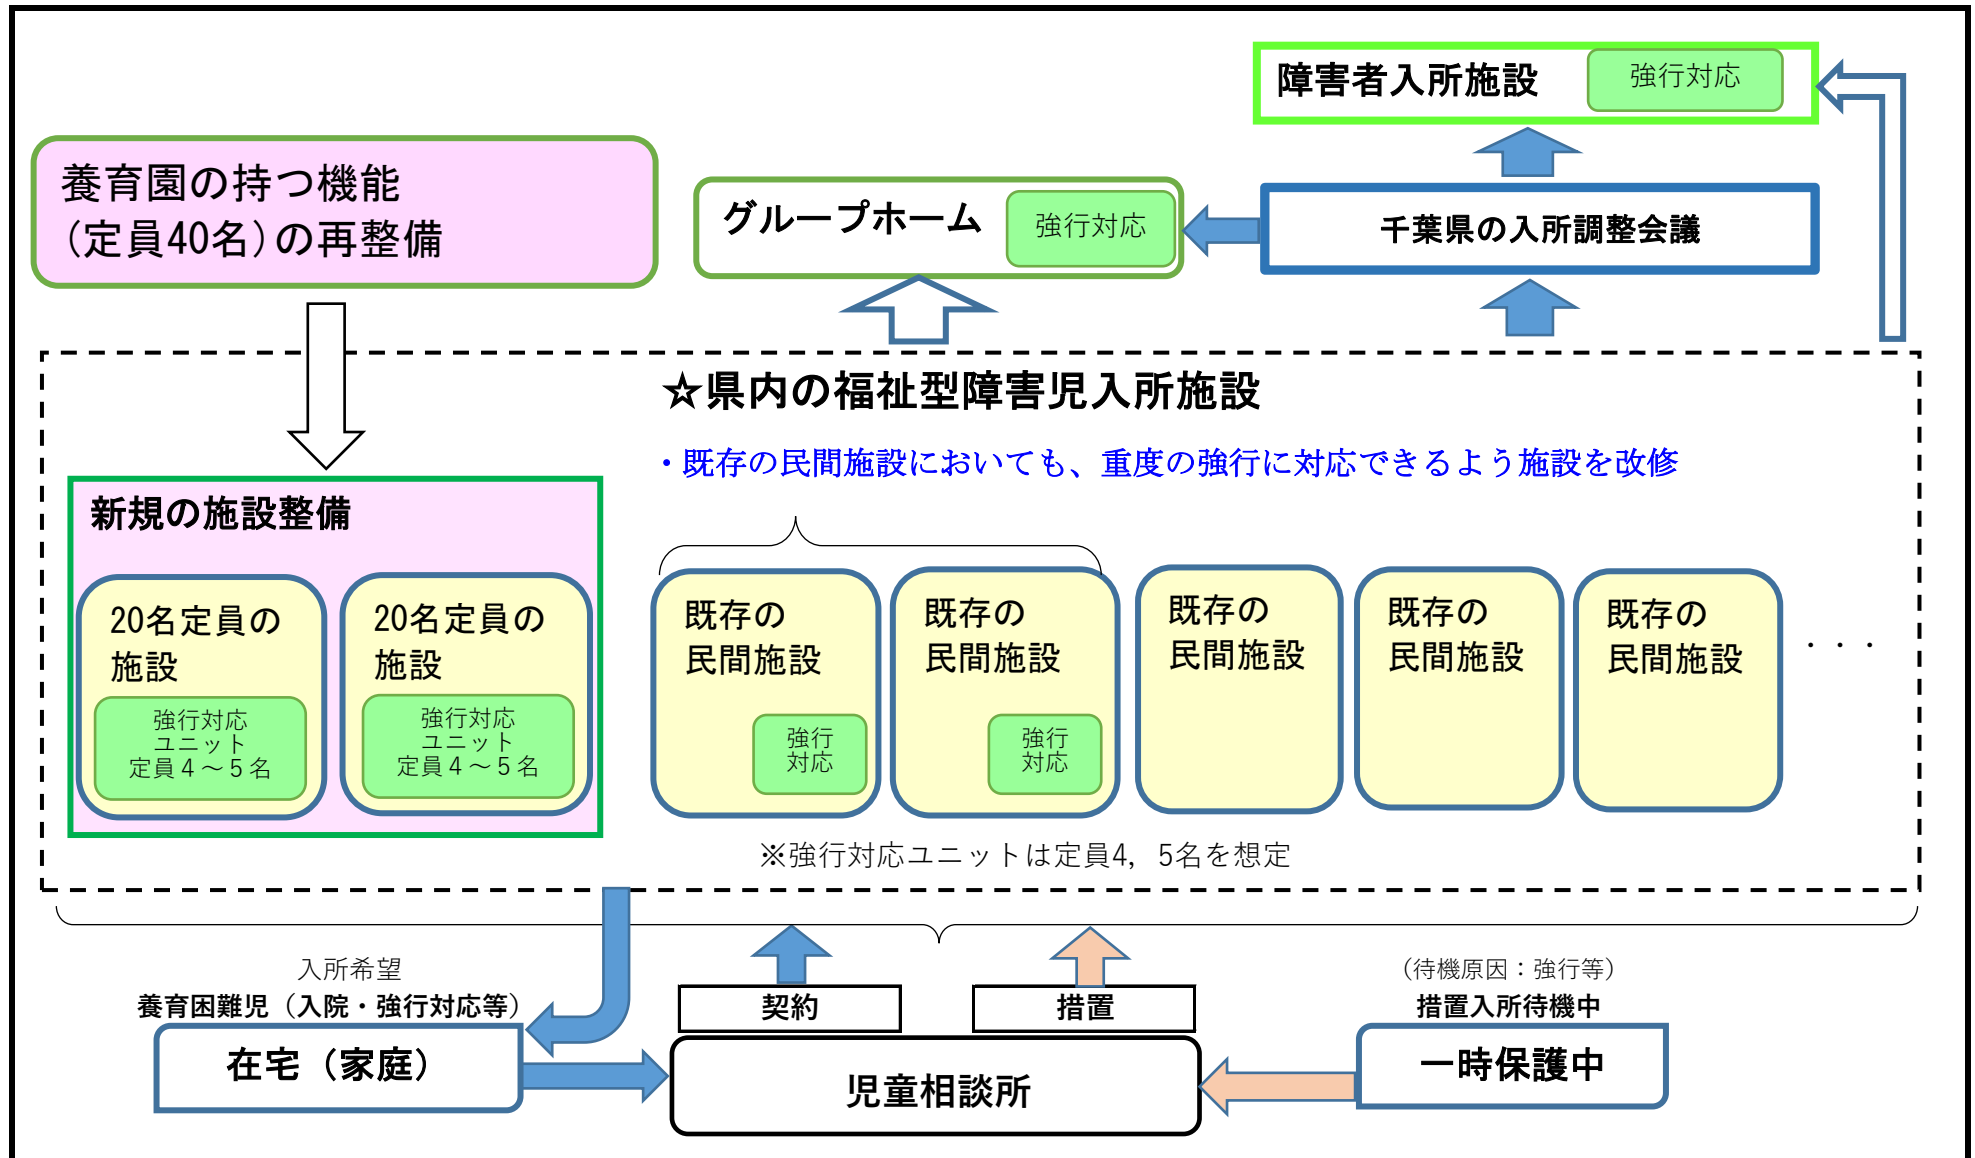 障害者入所施設
強行対応
養育園の持つ機能
(定員40名)の再整備
グループホーム
強行対応
千葉県の入所調整会議
☆県内の福祉型障害児入所施設
・既存の民間施設においても、重度の強行に対応できるよう施設を改修
新規の施設整備
20名定員の
施設
強行対応
ユニット
定員４～５名
20名定員の
施設
強行対応
ユニット
定員４～５名
既存の
民間施設
強行
対応
既存の
民間施設
強行
対応
既存の
民間施設
既存の
民間施設
既存の
民間施設
・・・
※強行対応ユニットは定員4，5名を想定
入所希望
養育困難児（入院・強行対応等）
在宅（家庭）
契約
措置
児童相談所
（待機原因：強行等）
措置入所待機中
一時保護中